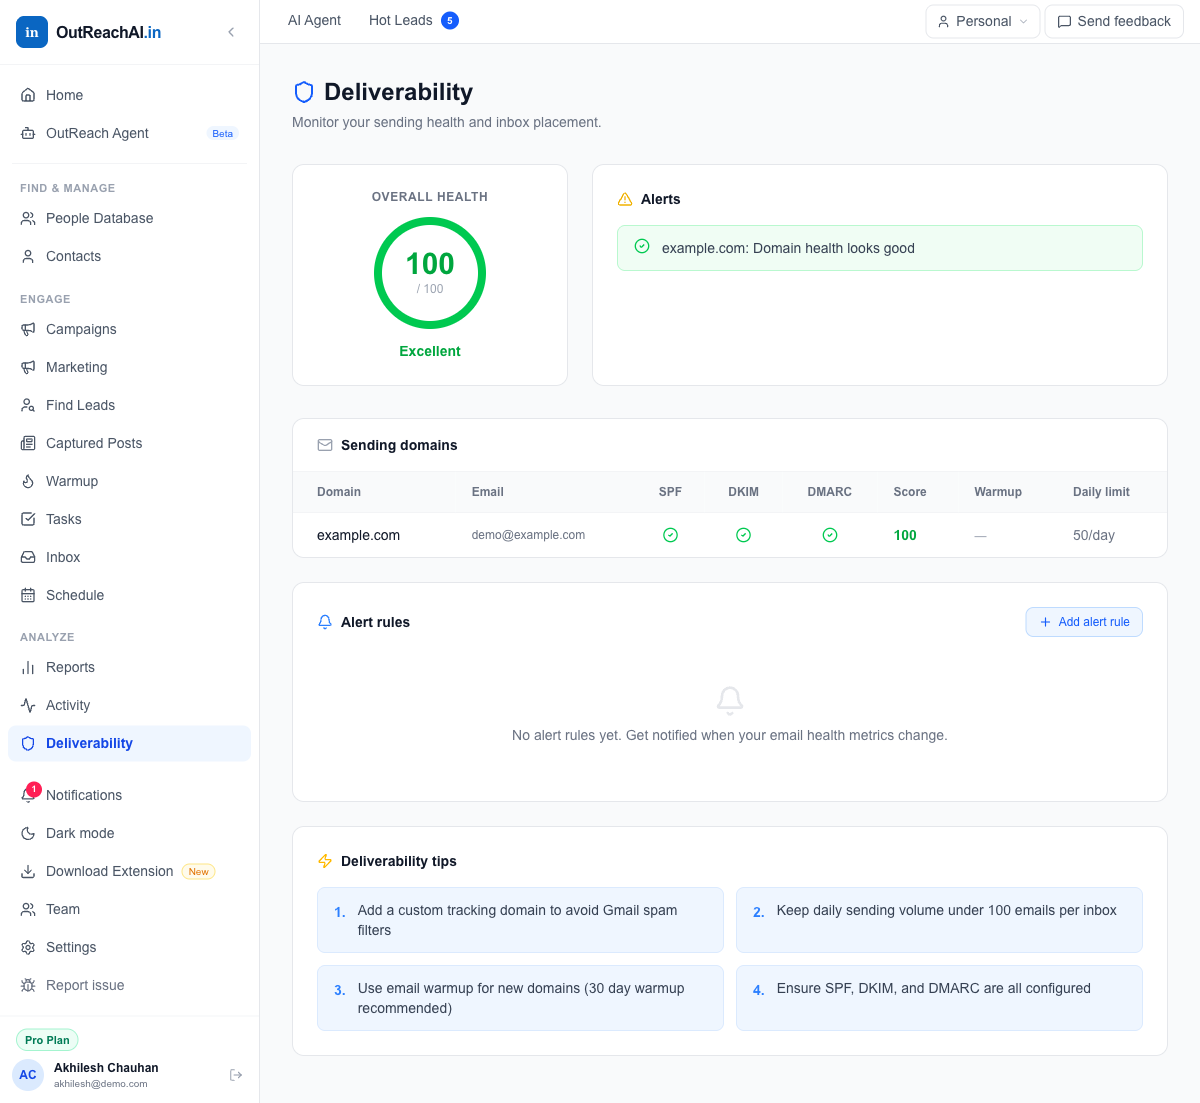 in OutReachAI.in
AI Agent
Hot Leads 5
Personal
Send feedback
Home
OutReach Agent Beta
FIND & MANAGE
People Database
Contacts
ENGAGE
Campaigns
Marketing
Find Leads
Captured Posts
Warmup
Tasks
Inbox
Schedule
ANALYZE
Reports
Activity
Deliverability
1
Notifications
Dark mode
Download Extension New
Team
Settings
Report issue
Pro Plan
AC
Akhilesh Chauhan
akhilesh@demo.com
Deliverability
Monitor your sending health and inbox placement.
OVERALL HEALTH
100
/ 100
Excellent
Alerts
example.com: Domain health looks good
Sending domains
Domain Email SPF DKIM DMARC Score Warmup Daily limit
example.com demo@example.com 100 — 50/day
Alert rules
Add alert rule
No alert rules yet. Get notified when your email health metrics change.
Deliverability tips
1. Add a custom tracking domain to avoid Gmail spam
filters
2. Keep daily sending volume under 100 emails per inbox
3. Use email warmup for new domains (30 day warmup
recommended)
4. Ensure SPF, DKIM, and DMARC are all configured